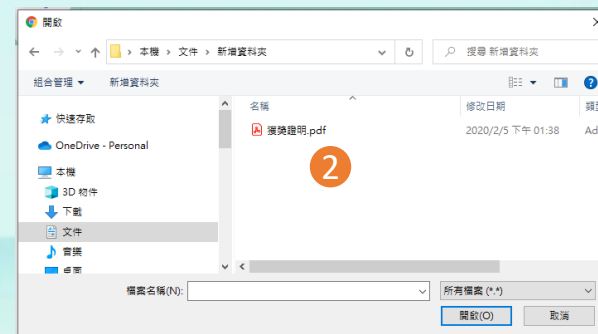 開啟
本機 › 文件 › 新增資料夾
搜尋 新增資料夾
組合管理 新增資料夾
名稱 修改日期
快速存取
獲獎證明.pdf 2020/2/5 下午 01:38 Ad
OneDrive - Personal
2
本機
3D 物件
下載
文件
音樂
桌面
檔案名稱(N): 所有檔案 (*.*)
開啟(O) 取消